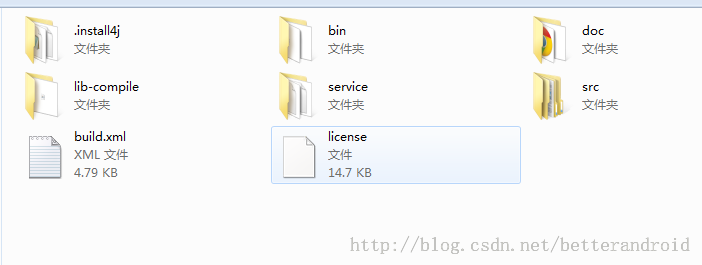 .install4j
文件夹
bin
文件夹
doc
文件夹
lib-compile
文件夹
service
文件夹
src
文件夹
build.xml
XML 文件
4.79 KB
license
文件
14.7 KB
http://blog.csdn.net/betterandroid